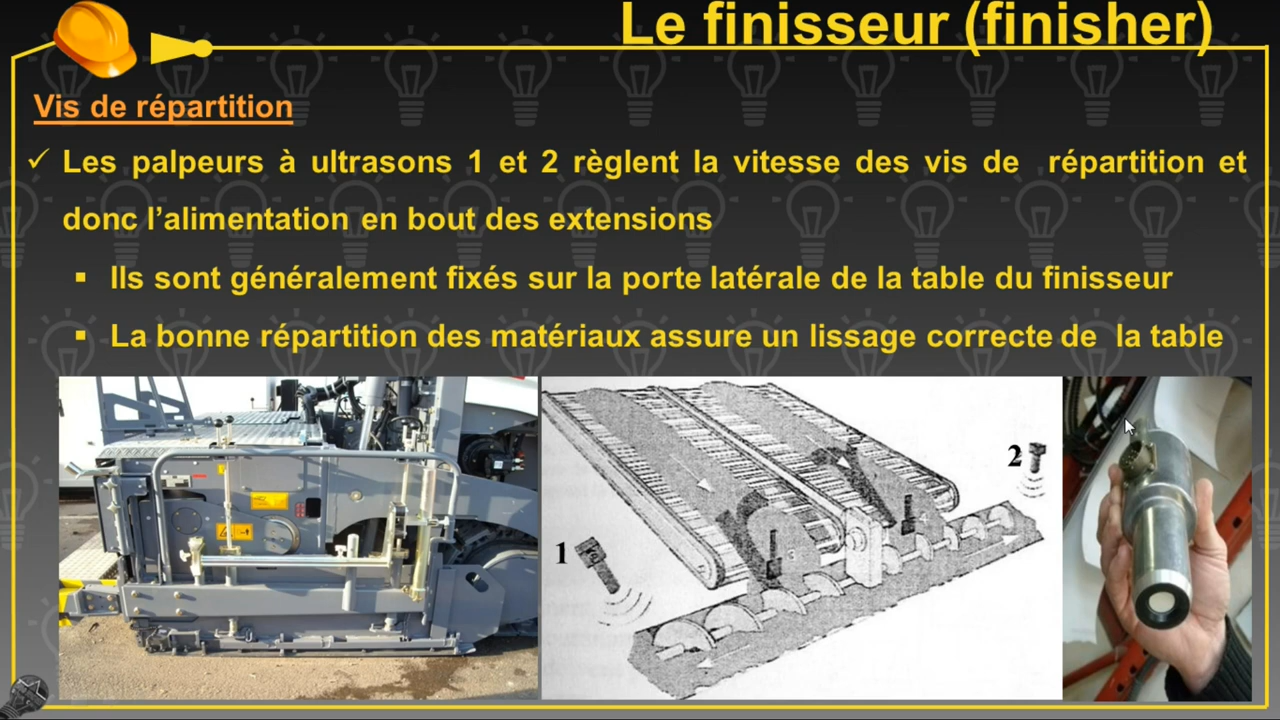 Le finisseur (finisher)
Vis de répartition
✓ Les palpeurs à ultrasons 1 et 2 règlent la vitesse des vis de répartition et
donc l'alimentation en bout des extensions
▪ Ils sont généralement fixés sur la porte latérale de la table du finisseur
▪ La bonne répartition des matériaux assure un lissage correcte de la table
2
1